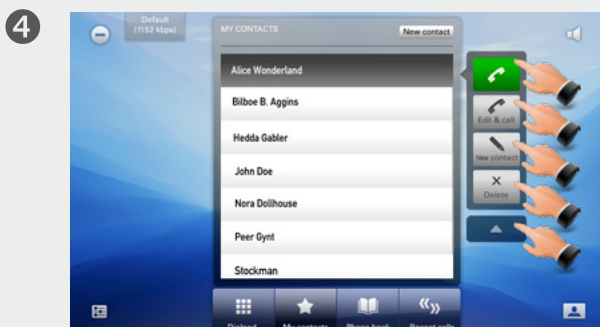 4
Default
(1152 kbps)
MY CONTACTS
New contact
Alice Wonderland
Bilboe B. Aggins
Hedda Gabler
John Doe
Nora Dollhouse
Peer Gynt
Stockman
Edit & call
New contact
Delete
Dialpad
My contacts
Phone book
Recent calls